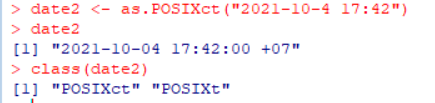 > date2 <- as.POSIXct("2021-10-4 17:42")
> date2
[1] "2021-10-04 17:42:00 +07"
> class(date2)
[1] "POSIXct" "POSIXt"